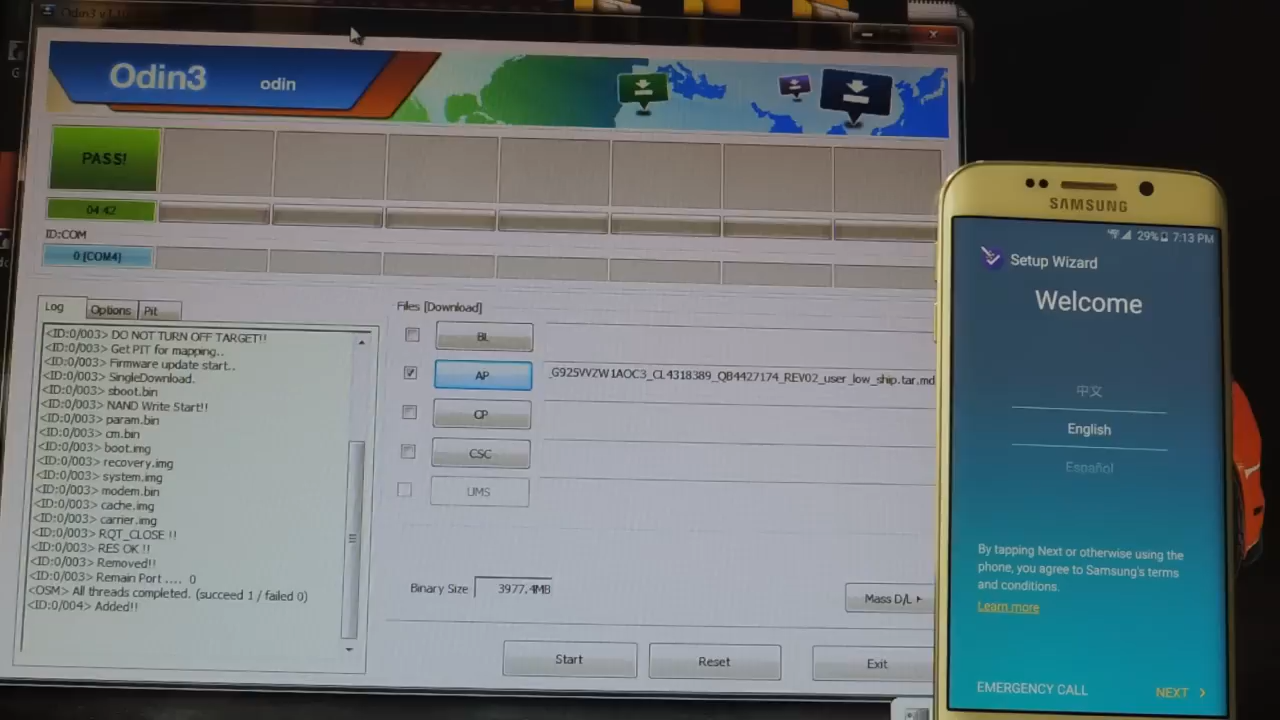 Odin3
odin
PASS!
04:42
ID:COM
0 [COM4]
Log
Options
Pit
<ID:0/003> DO NOT TURN OFF TARGET!!
<ID:0/003> Get PIT for mapping..
<ID:0/003> Firmware update start..
<ID:0/003> SingleDownload.
<ID:0/003> sboot.bin
<ID:0/003> NAND Write Start!!
<ID:0/003> param.bin
<ID:0/003> cm.bin
<ID:0/003> boot.img
<ID:0/003> recovery.img
<ID:0/003> system.img
<ID:0/003> modem.bin
<ID:0/003> cache.img
<ID:0/003> carrier.img
<ID:0/003> RQT_CLOSE !!
<ID:0/003> RES OK !!
<ID:0/003> Removed!!
<ID:0/003> Remain Port .... 0
<OSM> All threads completed. (succeed 1 / failed 0)
<ID:0/004> Added!!
Files [Download]
BL
AP
_G925VVZW1AOC3_CL4318389_QB4427174_REV02_user_low_ship.tar.md
CP
CSC
UMS
Binary Size 3977.4MB
Mass D/L
Start
Reset
Exit
SAMSUNG
29% 7:13 PM
Setup Wizard
Welcome
中文
English
Español
By tapping Next or otherwise using the
phone, you agree to Samsung's terms
and conditions.
Learn more
EMERGENCY CALL
NEXT